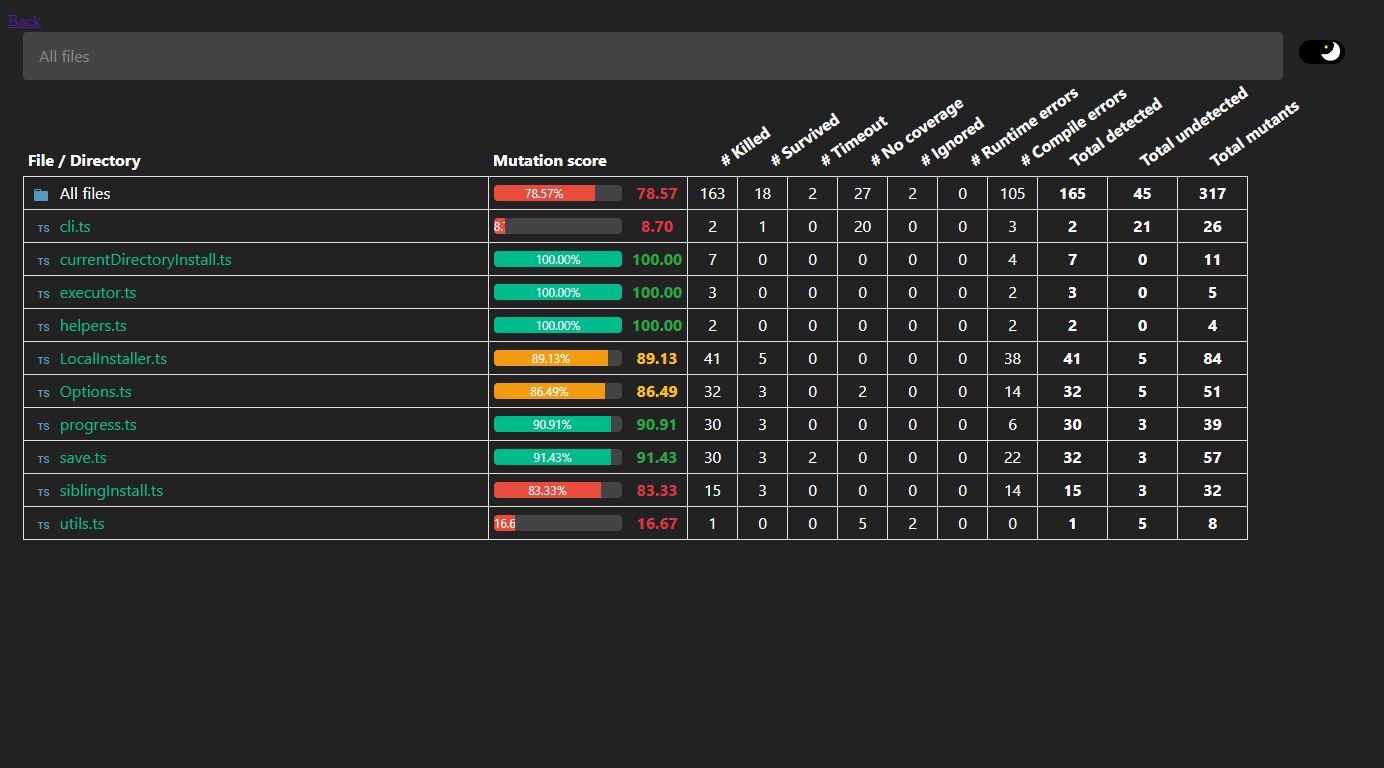 Back
All files
File / Directory Mutation score # Killed # Survived # Timeout # No coverage # Ignored # Runtime errors # Compile errors Total detected Total undetected Total mutants
All files 78.57% 78.57 163 18 2 27 2 0 105 165 45 317
TS cli.ts 8.7 8.70 2 1 0 20 0 0 3 2 21 26
TS currentDirectoryInstall.ts 100.00% 100.00 7 0 0 0 0 0 4 7 0 11
TS executor.ts 100.00% 100.00 3 0 0 0 0 0 2 3 0 5
TS helpers.ts 100.00% 100.00 2 0 0 0 0 0 2 2 0 4
TS LocalInstaller.ts 89.13% 89.13 41 5 0 0 0 0 38 41 5 84
TS Options.ts 86.49% 86.49 32 3 0 2 0 0 14 32 5 51
TS progress.ts 90.91% 90.91 30 3 0 0 0 0 6 30 3 39
TS save.ts 91.43% 91.43 30 3 2 0 0 0 22 32 3 57
TS siblingInstall.ts 83.33% 83.33 15 3 0 0 0 0 14 15 3 32
TS utils.ts 16.6 16.67 1 0 0 5 2 0 0 1 5 8